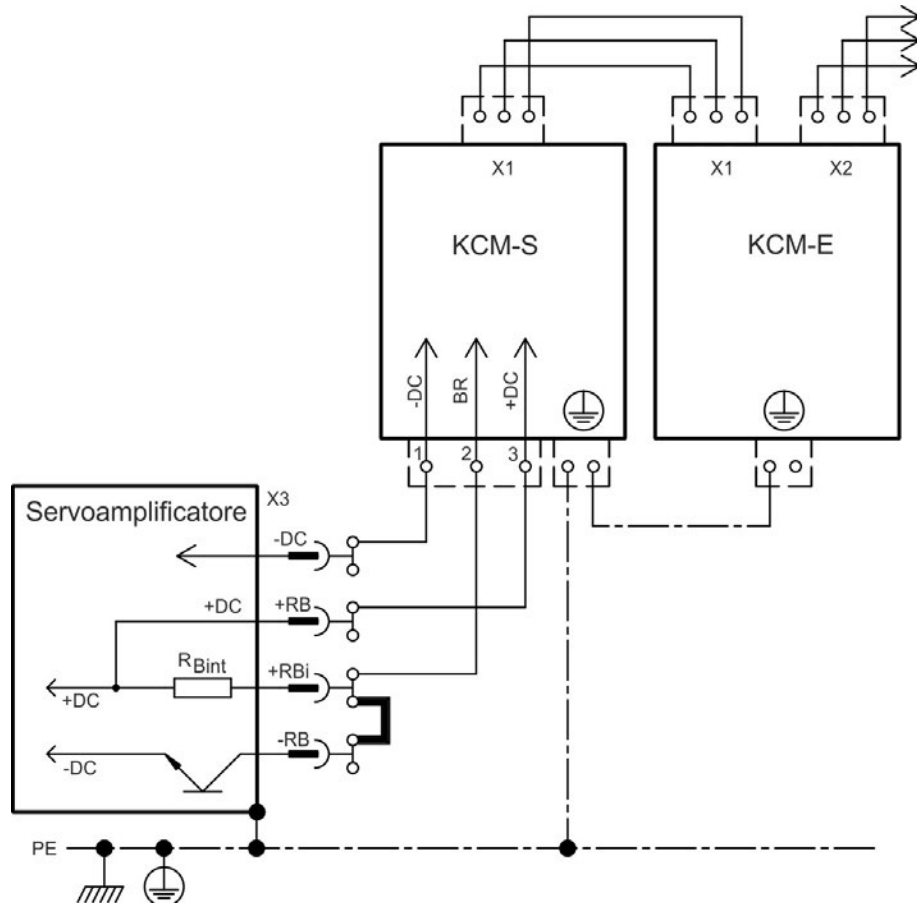 X1
X1
X2
KCM-S
KCM-E
-DC
BR
+DC
1
2
3
Servoamplificatore
X3
-DC
+DC
+RB
RBint
+RBi
+DC
-RB
-DC
PE